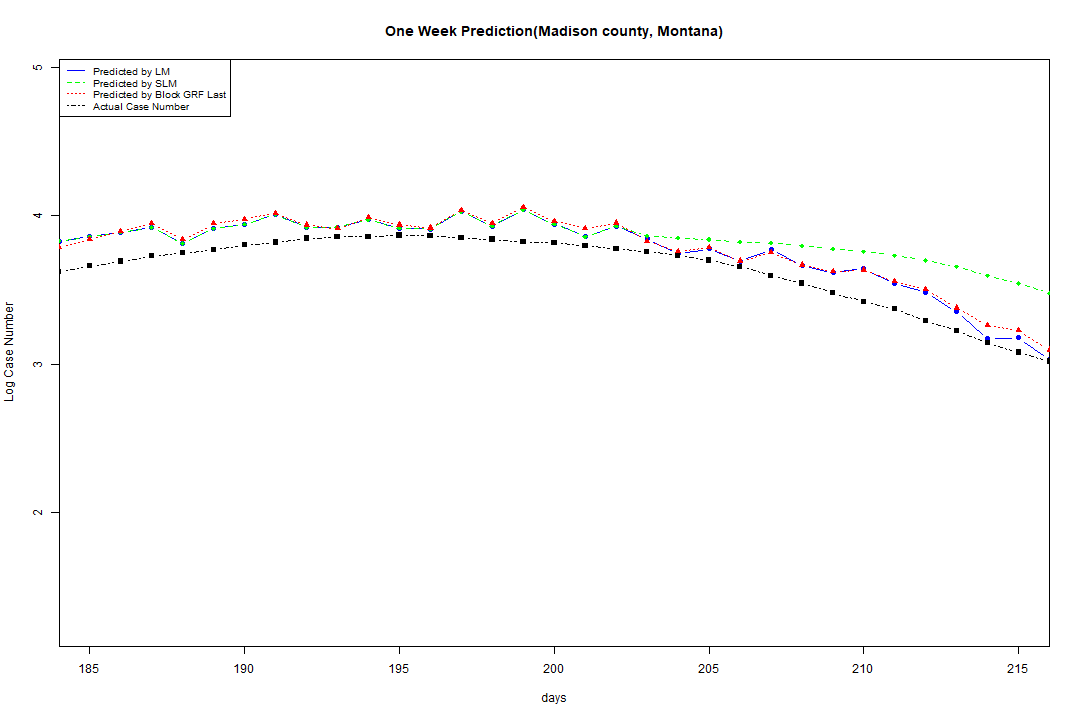 One Week Prediction(Madison county, Montana)
Predicted by LM
Predicted by SLM
Predicted by Block GRF Last
Actual Case Number
5
4
3
2
Log Case Number
185 190 195 200 205 210 215
days